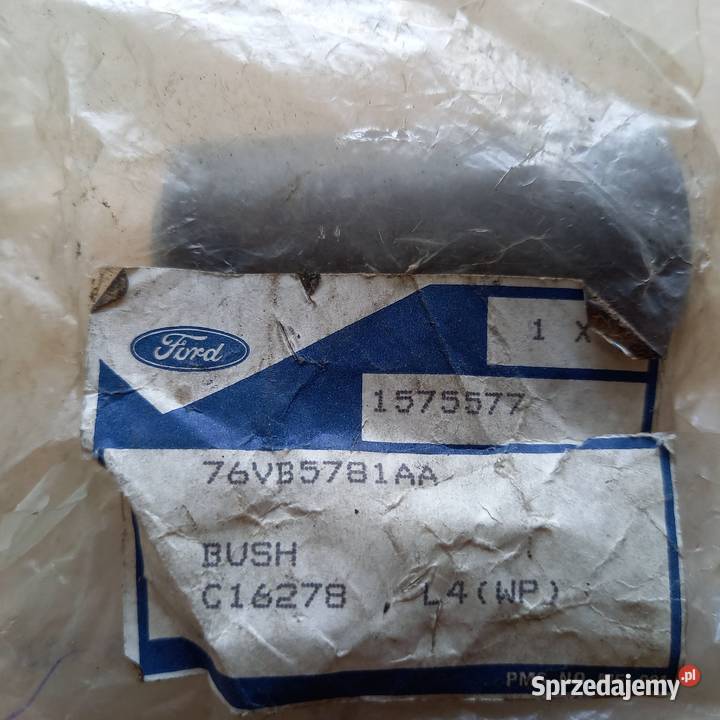 Ford
1 X
1575577
76VB5781AA
BUSH
C16278 , L4(WP)
Sprzedajemy.pl